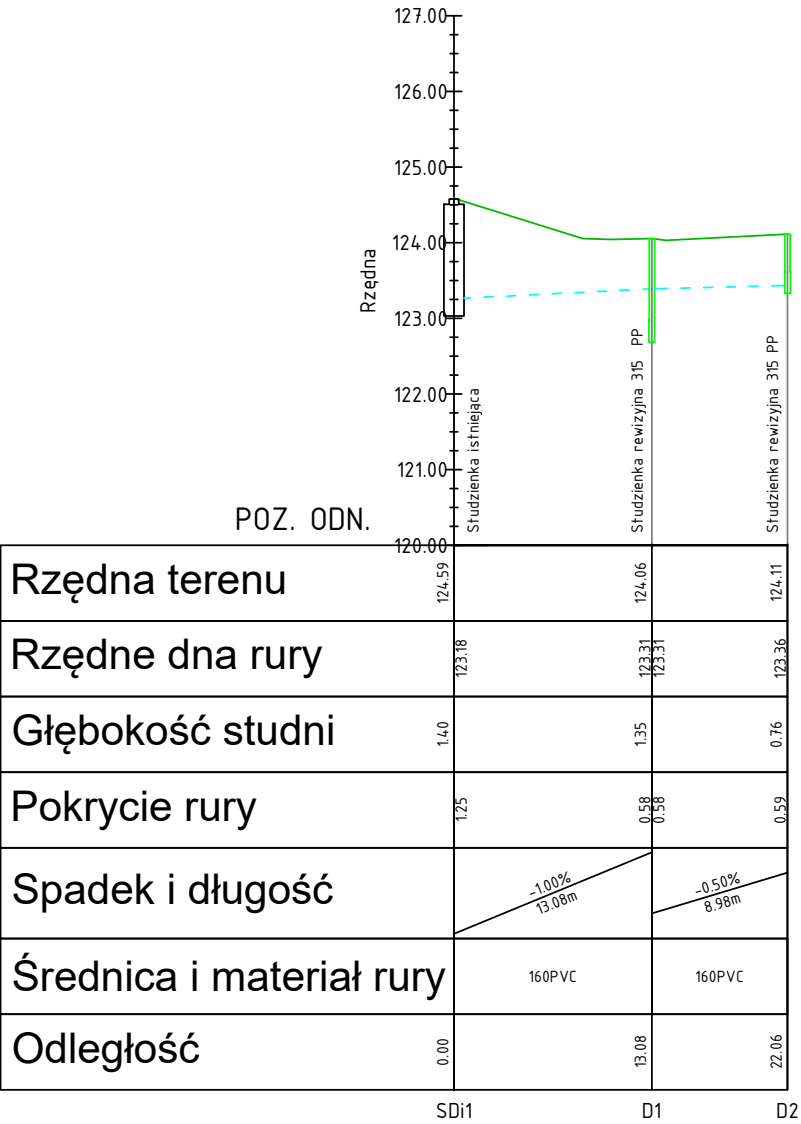 127.00
126.00
125.00
124.00
123.00
122.00
121.00
120.00
Rzędna
Studzienka istniejąca
Studzienka rewizyjna 315 PP
Studzienka rewizyjna 315 PP
POZ. ODN.
Rzędna terenu 124.59 124.06 124.11
Rzędne dna rury 123.18 123.31 123.31 123.36
Głębokość studni 1.40 1.35 0.76
Pokrycie rury 1.25 0.58 0.58 0.59
Spadek i długość
-1.00%
13.08m
-0.50%
8.98m
Średnica i materiał rury 160PVC 160PVC
Odległość 0.00 13.08 22.06
SDi1 D1 D2